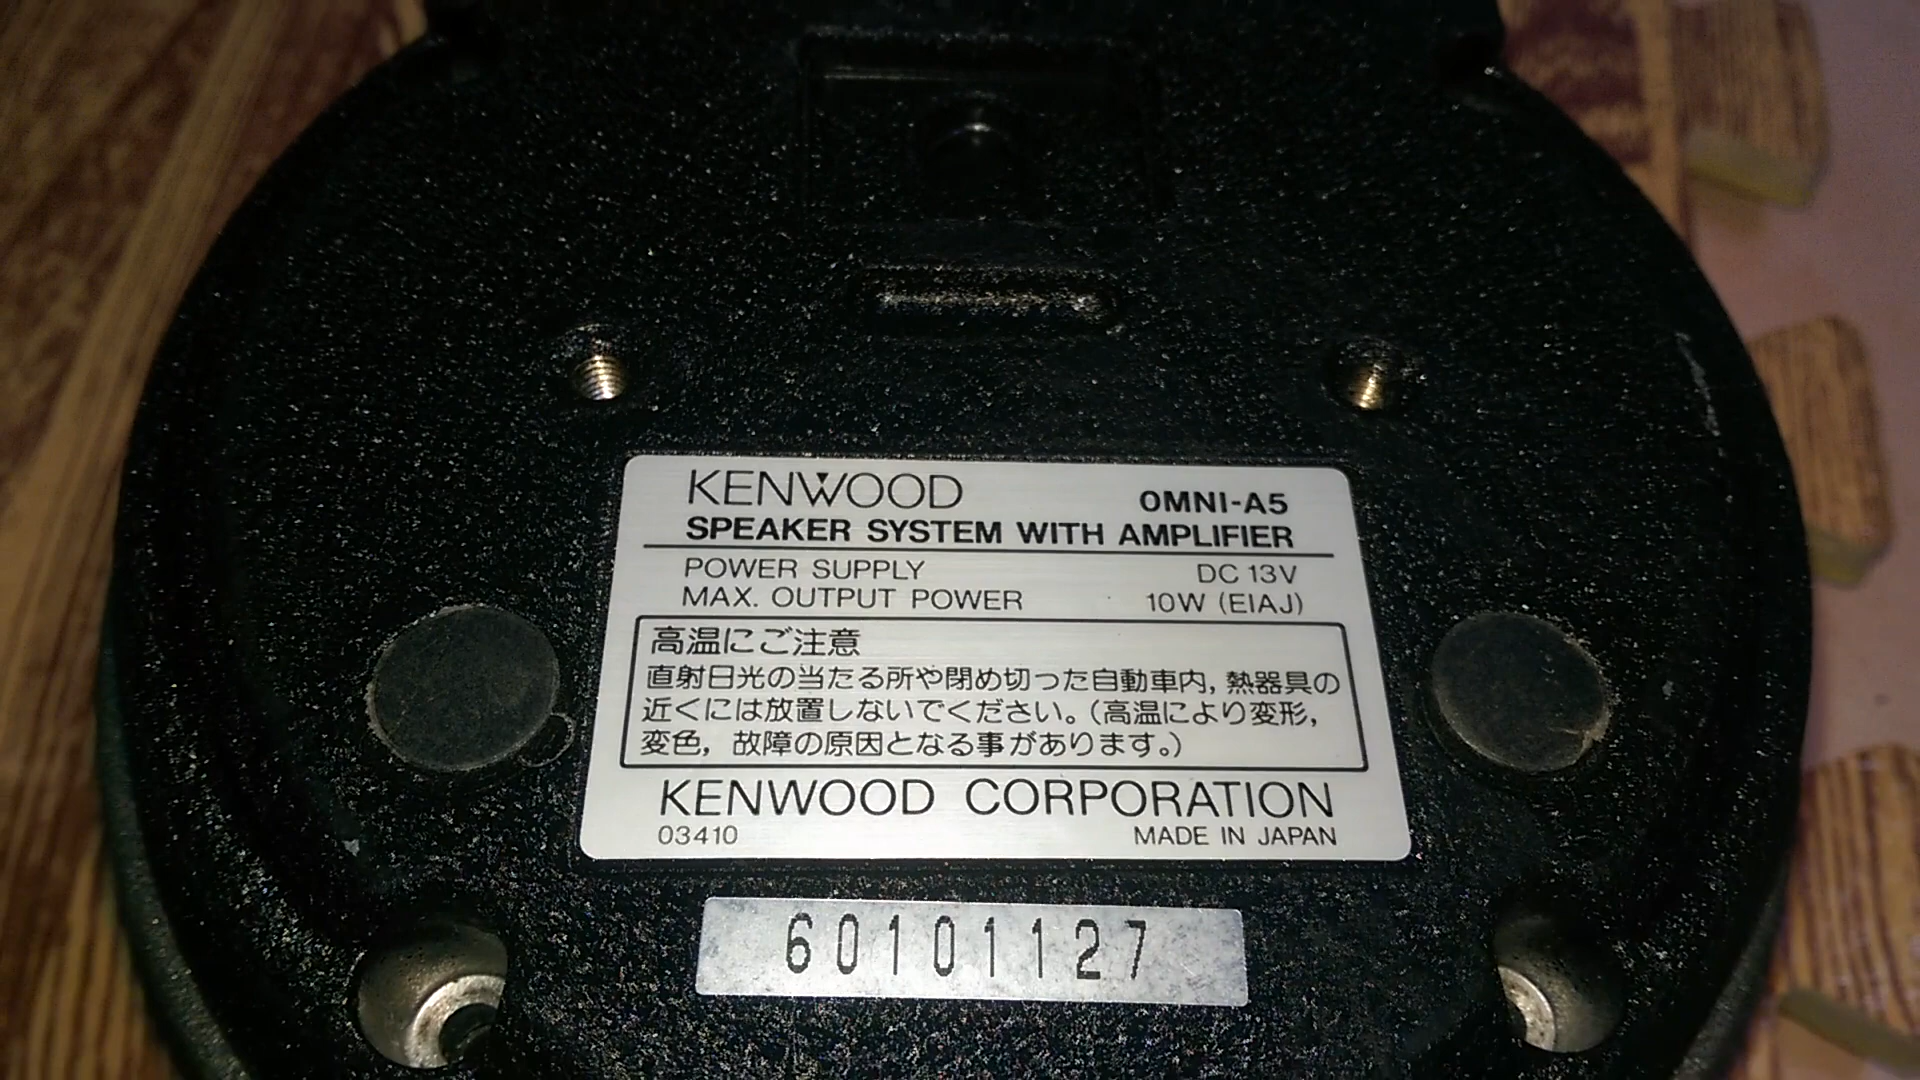 KENWOOD OMNI-A5
SPEAKER SYSTEM WITH AMPLIFIER
POWER SUPPLY DC 13V
MAX. OUTPUT POWER 10W (EIAJ)
高温にご注意
直射日光の当たる所や閉め切った自動車内,熱器具の
近くには放置しないでください。(高温により変形,
変色,故障の原因となる事があります。)
KENWOOD CORPORATION
03410 MADE IN JAPAN
60101127